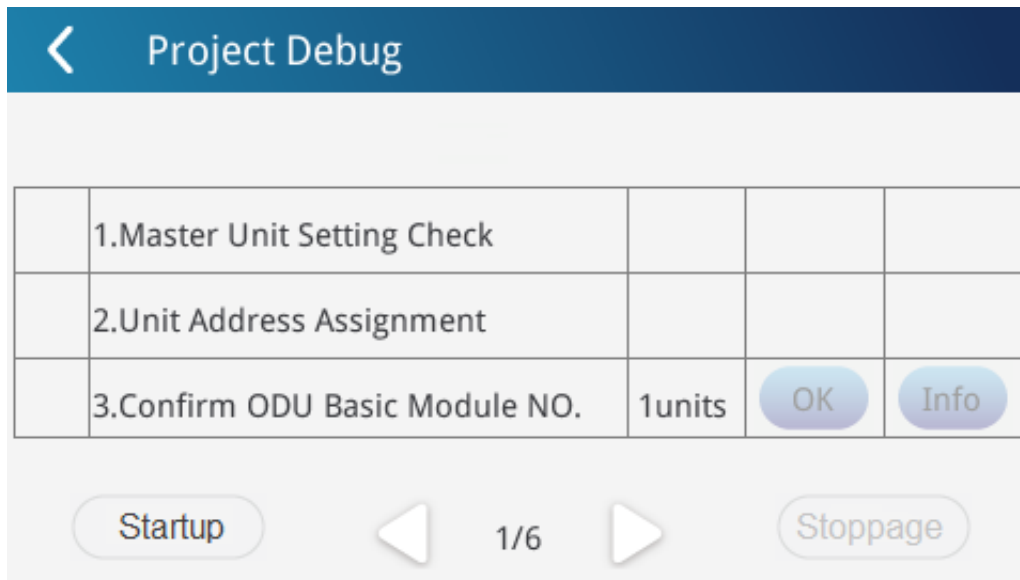 Project Debug
1.Master Unit Setting Check
2.Unit Address Assignment
3.Confirm ODU Basic Module NO. 1units OK Info
Startup 1/6 Stoppage